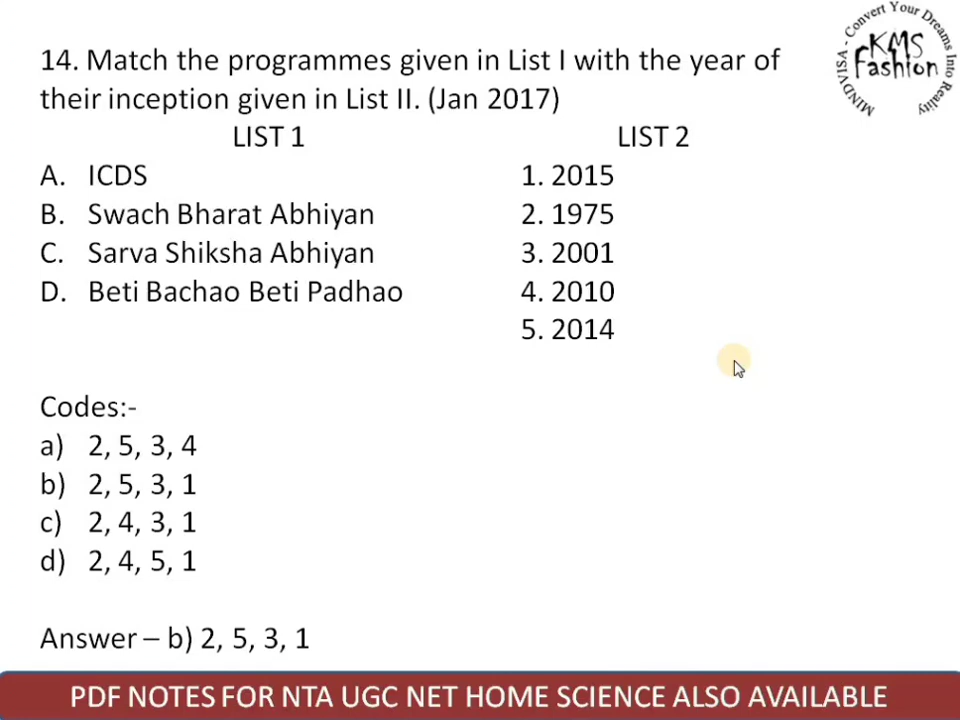 14. Match the programmes given in List I with the year of
their inception given in List II. (Jan 2017)
LIST 1 LIST 2
A. ICDS 1. 2015
B. Swach Bharat Abhiyan 2. 1975
C. Sarva Shiksha Abhiyan 3. 2001
D. Beti Bachao Beti Padhao 4. 2010
5. 2014
Codes:-
a) 2, 5, 3, 4
b) 2, 5, 3, 1
c) 2, 4, 3, 1
d) 2, 4, 5, 1
Answer – b) 2, 5, 3, 1
PDF NOTES FOR NTA UGC NET HOME SCIENCE ALSO AVAILABLE
MINDVISA - Convert Your Dreams Into Reality
KMS
Fashion